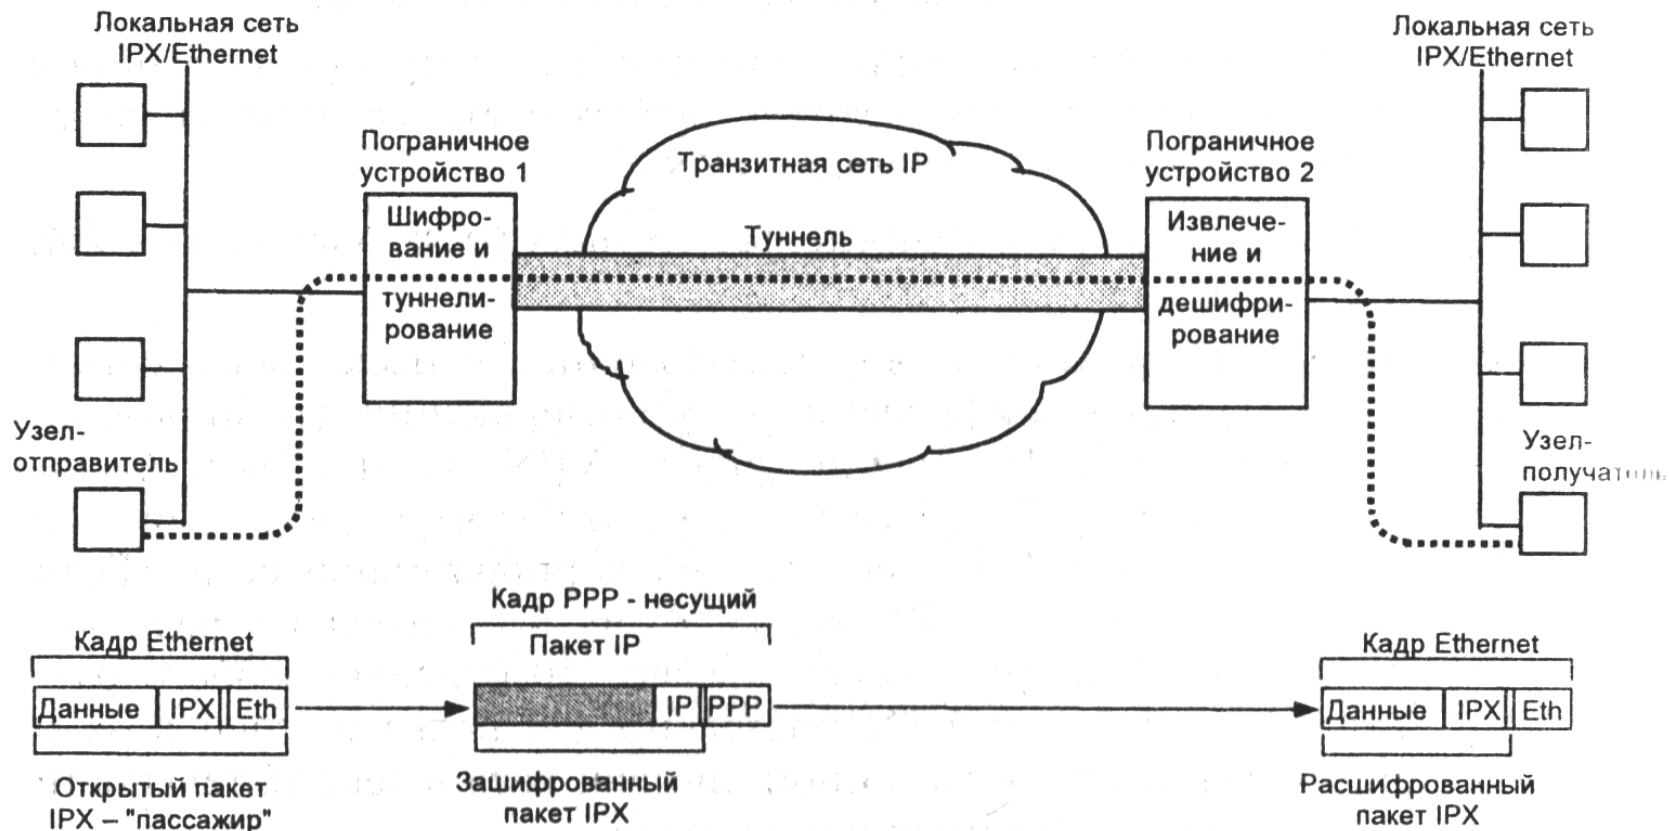 Локальная сеть
IPX/Ethernet
Локальная сеть
IPX/Ethernet
Пограничное
устройство 1
Транзитная сеть IP
Пограничное
устройство 2
Шифро-
вание и
туннели-
рование
Туннель
Извлече-
ние и
дешифри-
рование
Узел-
отправитель
Узел-
получатель
Кадр PPP - несущий
Кадр Ethernet
Пакет IP
Кадр Ethernet
Данные IPX Eth
IP PPP
Данные IPX Eth
Открытый пакет
IPX – "пассажир"
Зашифрованный
пакет IPX
Расшифрованный
пакет IPX